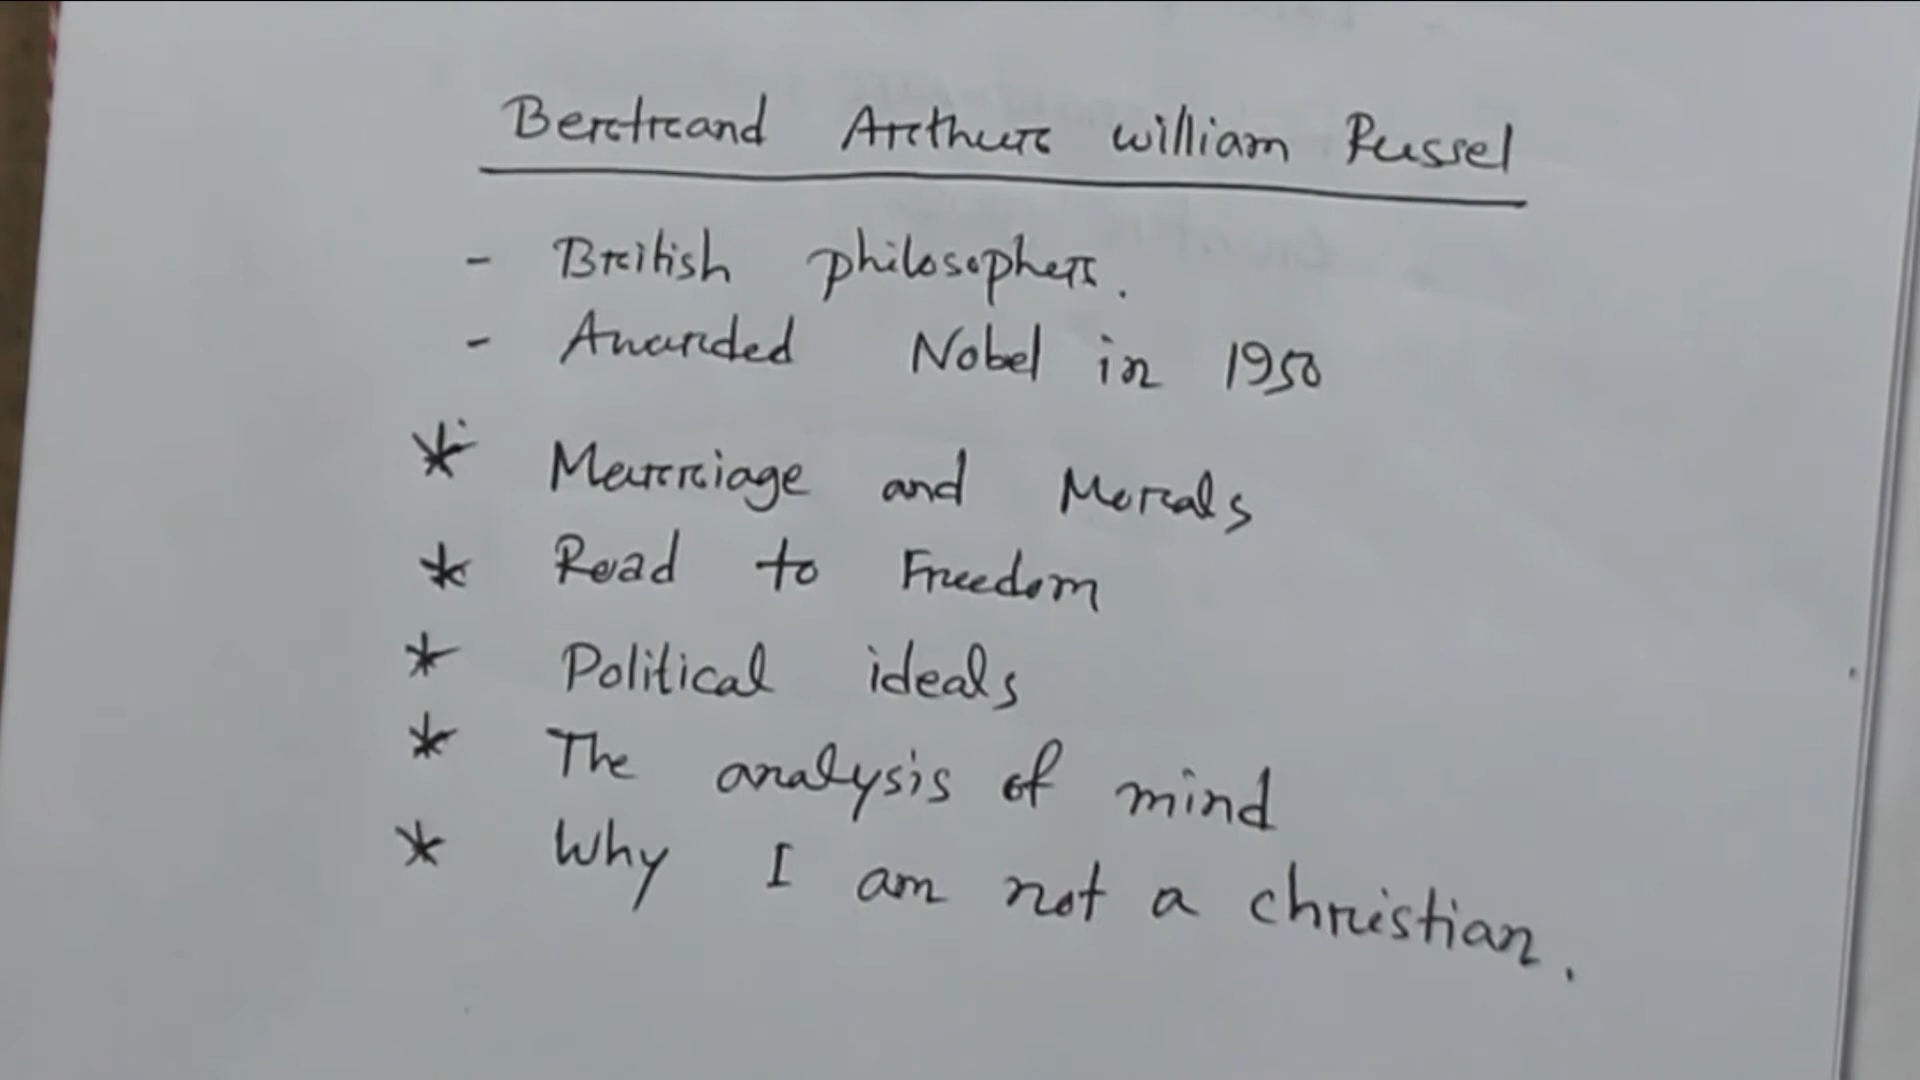 Bertrand Arthur william Russel
- British philosopher.
- Awarded Nobel in 1950
* Marriage and Morals
* Road to Freedom
* Political ideals
* The analysis of mind
* Why I am not a christian.